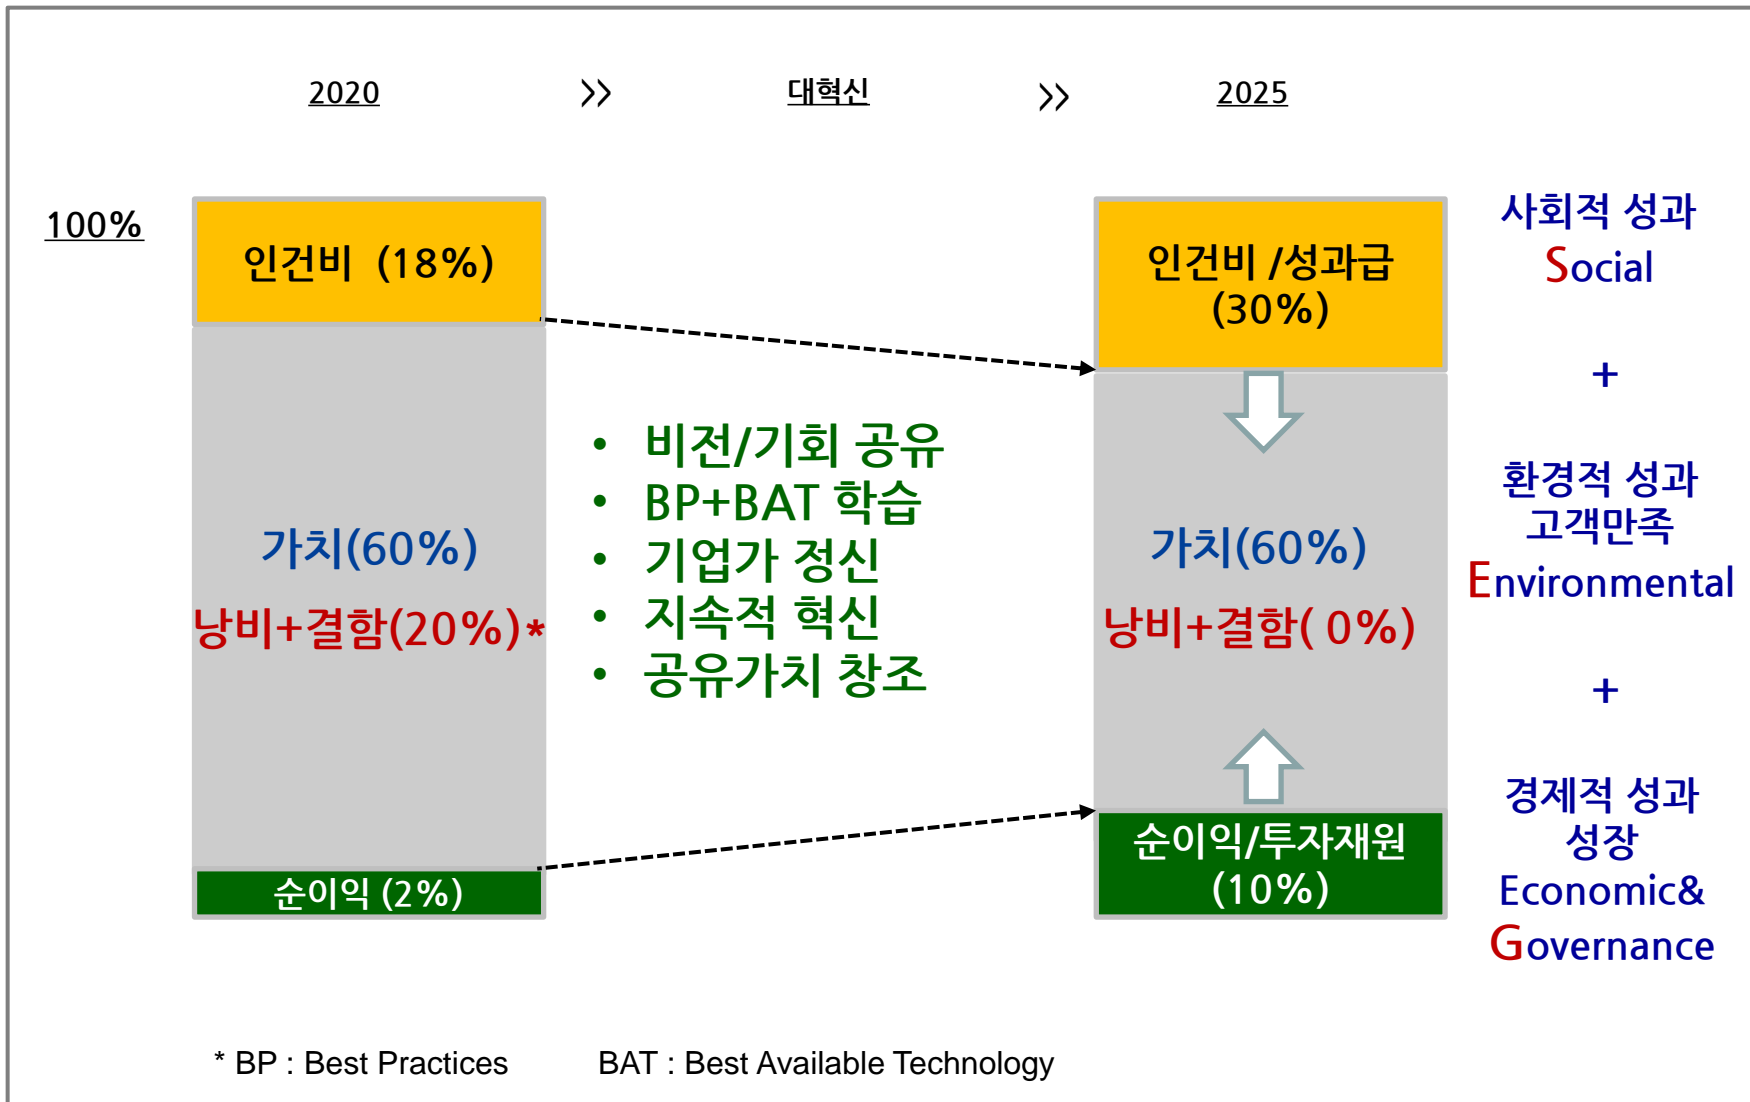 2020 >> 대혁신 >> 2025
100%
인건비 (18%)
가치(60%)
낭비+결함(20%)*
순이익 (2%)
• 비전/기회 공유
• BP+BAT 학습
• 기업가 정신
• 지속적 혁신
• 공유가치 창조
인건비 /성과급
(30%)
가치(60%)
낭비+결함( 0%)
순이익/투자재원
(10%)
사회적 성과
Social
+
환경적 성과
고객만족
Environmental
+
경제적 성과
성장
Economic&
Governance
* BP : Best Practices BAT : Best Available Technology